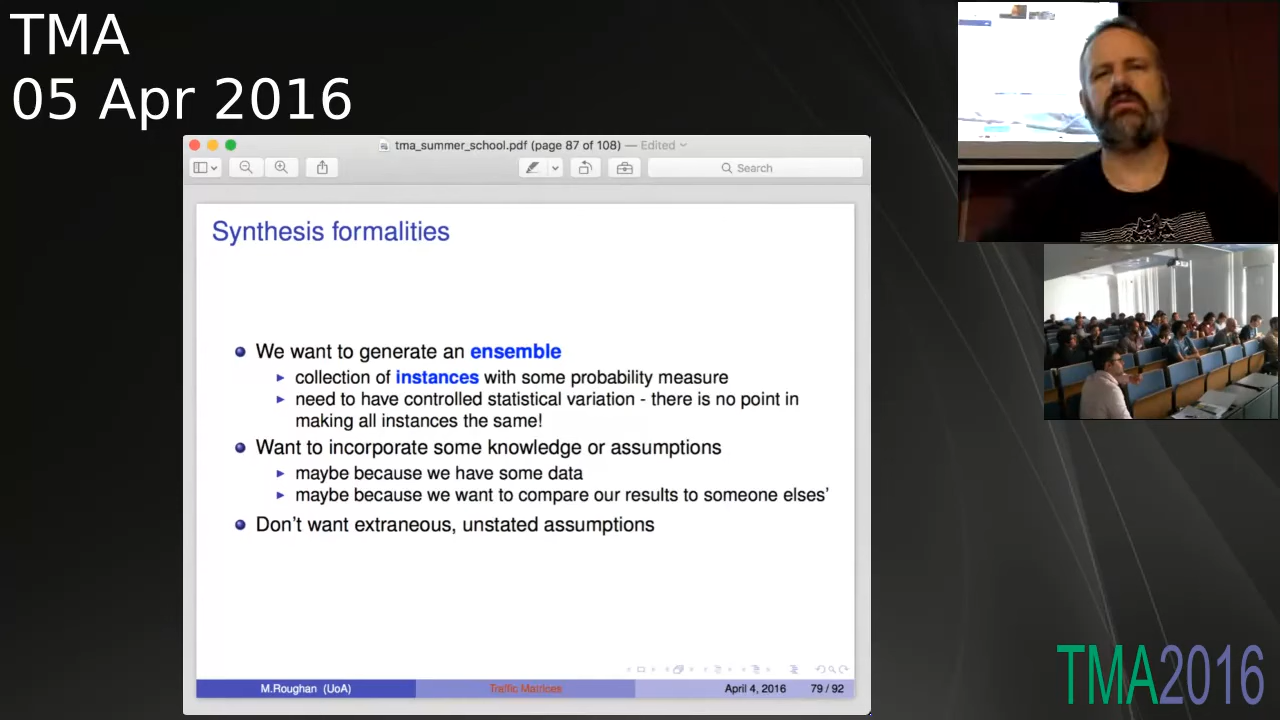 TMA
05 Apr 2016
tma_summer_school.pdf (page 87 of 108) — Edited
Search
Synthesis formalities
We want to generate an ensemble
collection of instances with some probability measure
need to have controlled statistical variation - there is no point in
making all instances the same!
Want to incorporate some knowledge or assumptions
maybe because we have some data
maybe because we want to compare our results to someone elses’
Don’t want extraneous, unstated assumptions
M.Roughan (UoA)
Traffic Matrices
April 4, 2016
79 / 92
TMA2016